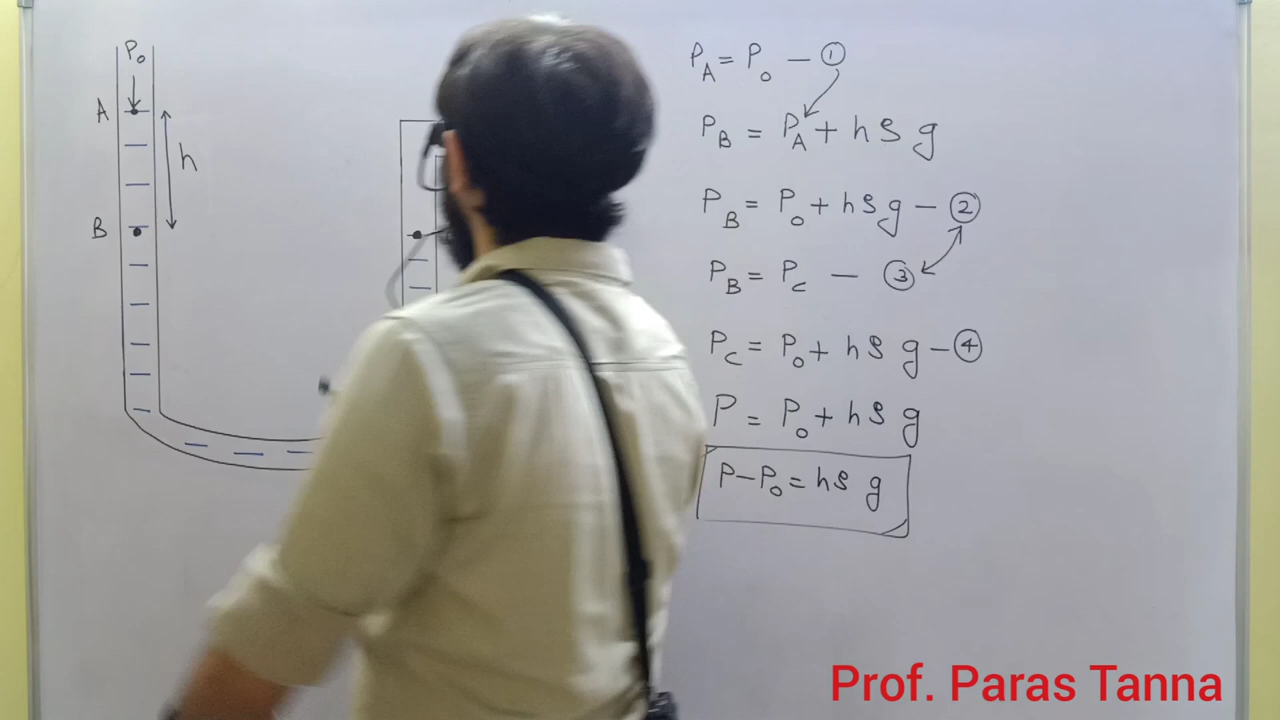 P₀
A
h
B
P_A = P₀ — ①
P_B = P_A + hρg
P_B = P₀ + hρg — ②
P_B = P_C — ③
P_C = P₀ + hρg — ④
P = P₀ + hρg
P – P₀ = hρg
Prof. Paras Tanna